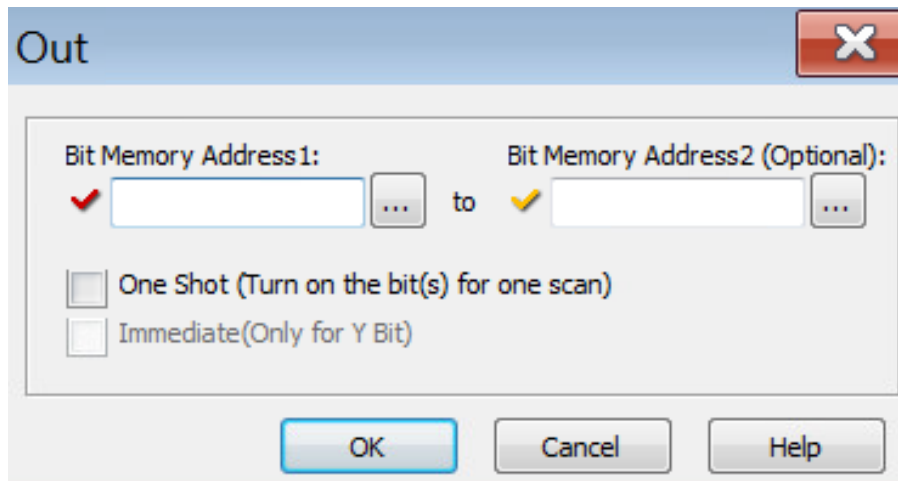 Out
Bit Memory Address1: Bit Memory Address2 (Optional):
... to ...
One Shot (Turn on the bit(s) for one scan)
Immediate(Only for Y Bit)
OK Cancel Help